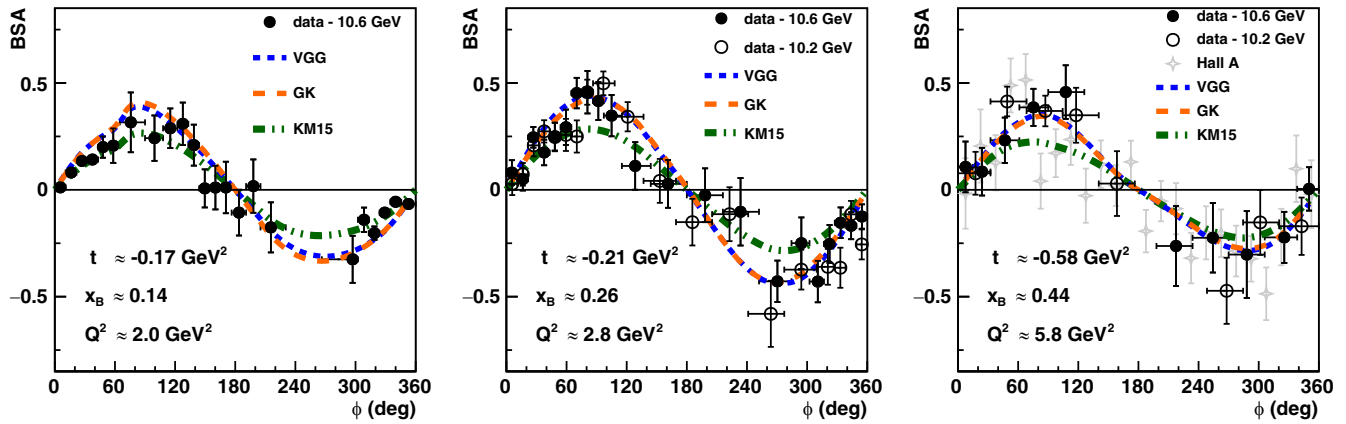 BSA
0.5
0
−0.5
data - 10.6 GeV
VGG
GK
KM15
t ≈ -0.17 GeV²
x_B ≈ 0.14
Q² ≈ 2.0 GeV²
0 60 120 180 240 300 360
ϕ (deg)
BSA
0.5
0
−0.5
data - 10.6 GeV
data - 10.2 GeV
VGG
GK
KM15
t ≈ -0.21 GeV²
x_B ≈ 0.26
Q² ≈ 2.8 GeV²
0 60 120 180 240 300 360
ϕ (deg)
BSA
0.5
0
−0.5
data - 10.6 GeV
data - 10.2 GeV
Hall A
VGG
GK
KM15
t ≈ -0.58 GeV²
x_B ≈ 0.44
Q² ≈ 5.8 GeV²
0 60 120 180 240 300 360
ϕ (deg)